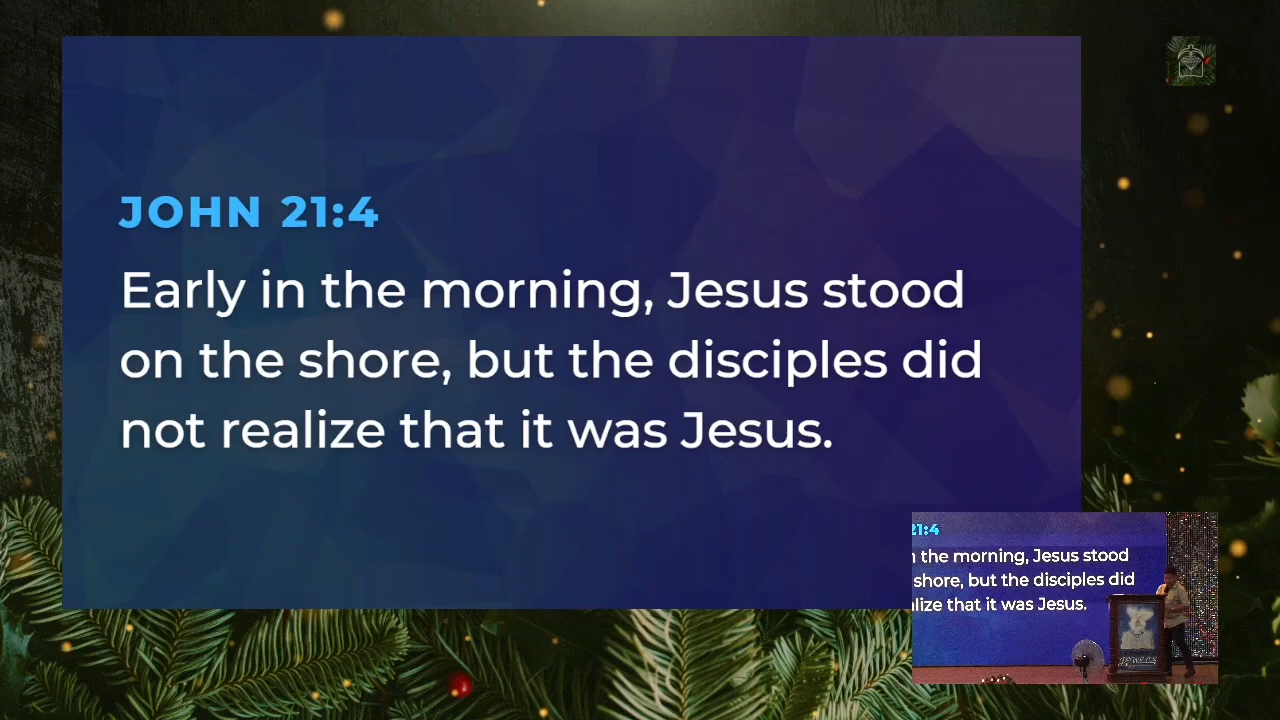 JOHN 21:4
Early in the morning, Jesus stood
on the shore, but the disciples did
not realize that it was Jesus.
21:4
the morning, Jesus stood
shore, but the disciples did
that it was Jesus.
JEWELS